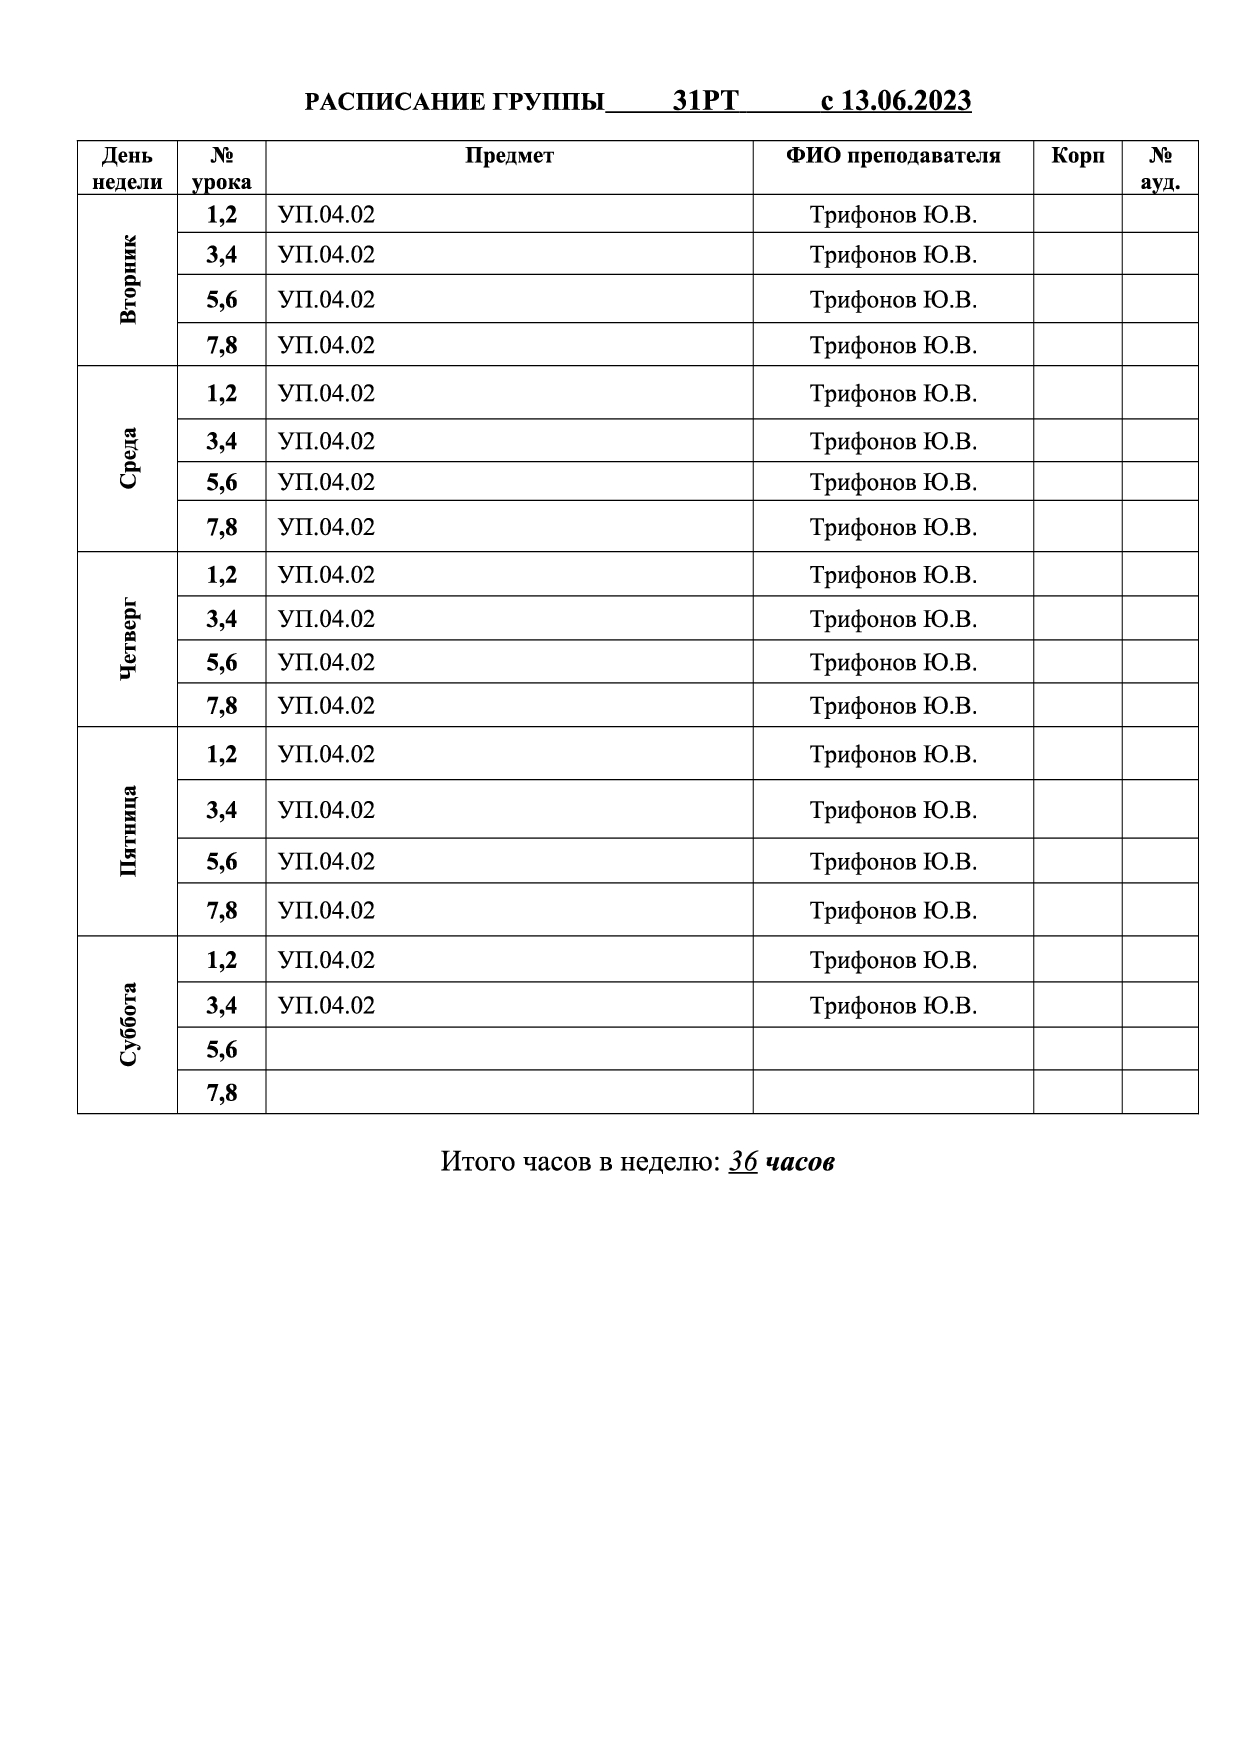 РАСПИСАНИЕ ГРУППЫ_____31РТ______с 13.06.2023
День недели № урока Предмет ФИО преподавателя Корп № ауд.
Вторник
1,2 УП.04.02 Трифонов Ю.В.
3,4 УП.04.02 Трифонов Ю.В.
5,6 УП.04.02 Трифонов Ю.В.
7,8 УП.04.02 Трифонов Ю.В.
Среда
1,2 УП.04.02 Трифонов Ю.В.
3,4 УП.04.02 Трифонов Ю.В.
5,6 УП.04.02 Трифонов Ю.В.
7,8 УП.04.02 Трифонов Ю.В.
Четверг
1,2 УП.04.02 Трифонов Ю.В.
3,4 УП.04.02 Трифонов Ю.В.
5,6 УП.04.02 Трифонов Ю.В.
7,8 УП.04.02 Трифонов Ю.В.
Пятница
1,2 УП.04.02 Трифонов Ю.В.
3,4 УП.04.02 Трифонов Ю.В.
5,6 УП.04.02 Трифонов Ю.В.
7,8 УП.04.02 Трифонов Ю.В.
Суббота
1,2 УП.04.02 Трифонов Ю.В.
3,4 УП.04.02 Трифонов Ю.В.
5,6
7,8
Итого часов в неделю: 36 часов